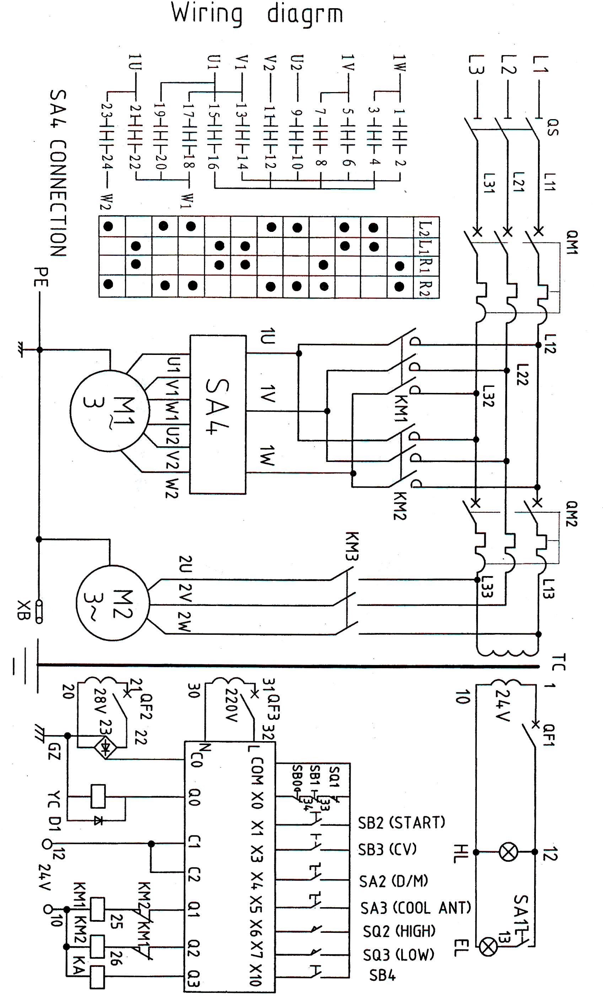 Wiring diagrm
L1
L2
L3
QS
L11
L21
L31
QM1
L12
L22
L32
KM1
KM2
QM2
L13
L33
KM3
TC
1W
1V
U2
V2
V1
U1
1U
1 2
3 4
5 6
7 8
9 10
11 12
13 14
15 16
17 18
19 20
21 22
23 24
W1
W2
L2 L1 R1 R2
SA4 CONNECTION
PE
1U
1V
1W
SA4
U1
V1
W1
U2
V2
W2
M1
3~
2U
2V
2W
M2
3~
XB
1
24V
10
QF1
12
HL
SA1
13
EL
31 QF3 32
220V
30
21 QF2 22
28V 23
20
GZ
L
N
COM X0 X1 X3 X4 X5 X6 X7 X10
C0 Q0 C1 C2 Q1 Q2 Q3
SQ1
SB1
SB0
33
34
SB2 (START)
SB3 (CV)
SA2 (D/M)
SA3 (COOL ANT)
SQ2 (HIGH)
SQ3 (LOW)
SB4
YC D1
12
24V
10
KM2
KM1
25
KM1
KM2
26
KA